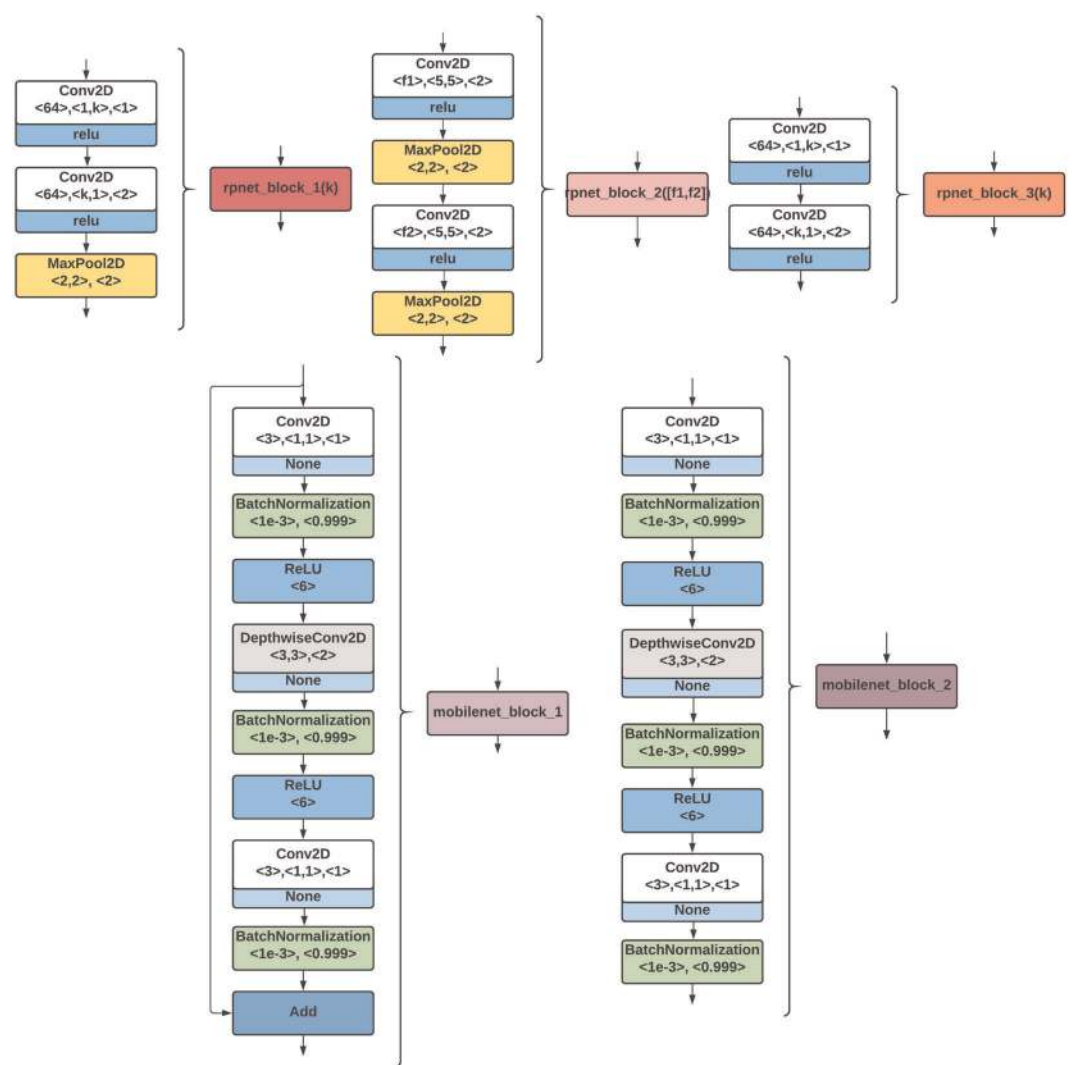 Conv2D
<64>,<1,k>,<1>
relu
Conv2D
<64>,<k,1>,<2>
relu
MaxPool2D
<2,2>, <2>
rpnet_block_1(k)
Conv2D
<f1>,<5,5>,<2>
relu
MaxPool2D
<2,2>, <2>
Conv2D
<f2>,<5,5>,<2>
relu
MaxPool2D
<2,2>, <2>
rpnet_block_2([f1,f2])
Conv2D
<64>,<1,k>,<1>
relu
Conv2D
<64>,<k,1>,<2>
relu
rpnet_block_3(k)
Conv2D
<3>,<1,1>,<1>
None
BatchNormalization
<1e-3>, <0.999>
ReLU
<6>
DepthwiseConv2D
<3,3>,<2>
None
BatchNormalization
<1e-3>, <0.999>
ReLU
<6>
Conv2D
<3>,<1,1>,<1>
None
BatchNormalization
<1e-3>, <0.999>
Add
mobilenet_block_1
Conv2D
<3>,<1,1>,<1>
None
BatchNormalization
<1e-3>, <0.999>
ReLU
<6>
DepthwiseConv2D
<3,3>,<2>
None
BatchNormalization
<1e-3>, <0.999>
ReLU
<6>
Conv2D
<3>,<1,1>,<1>
None
BatchNormalization
<1e-3>, <0.999>
mobilenet_block_2